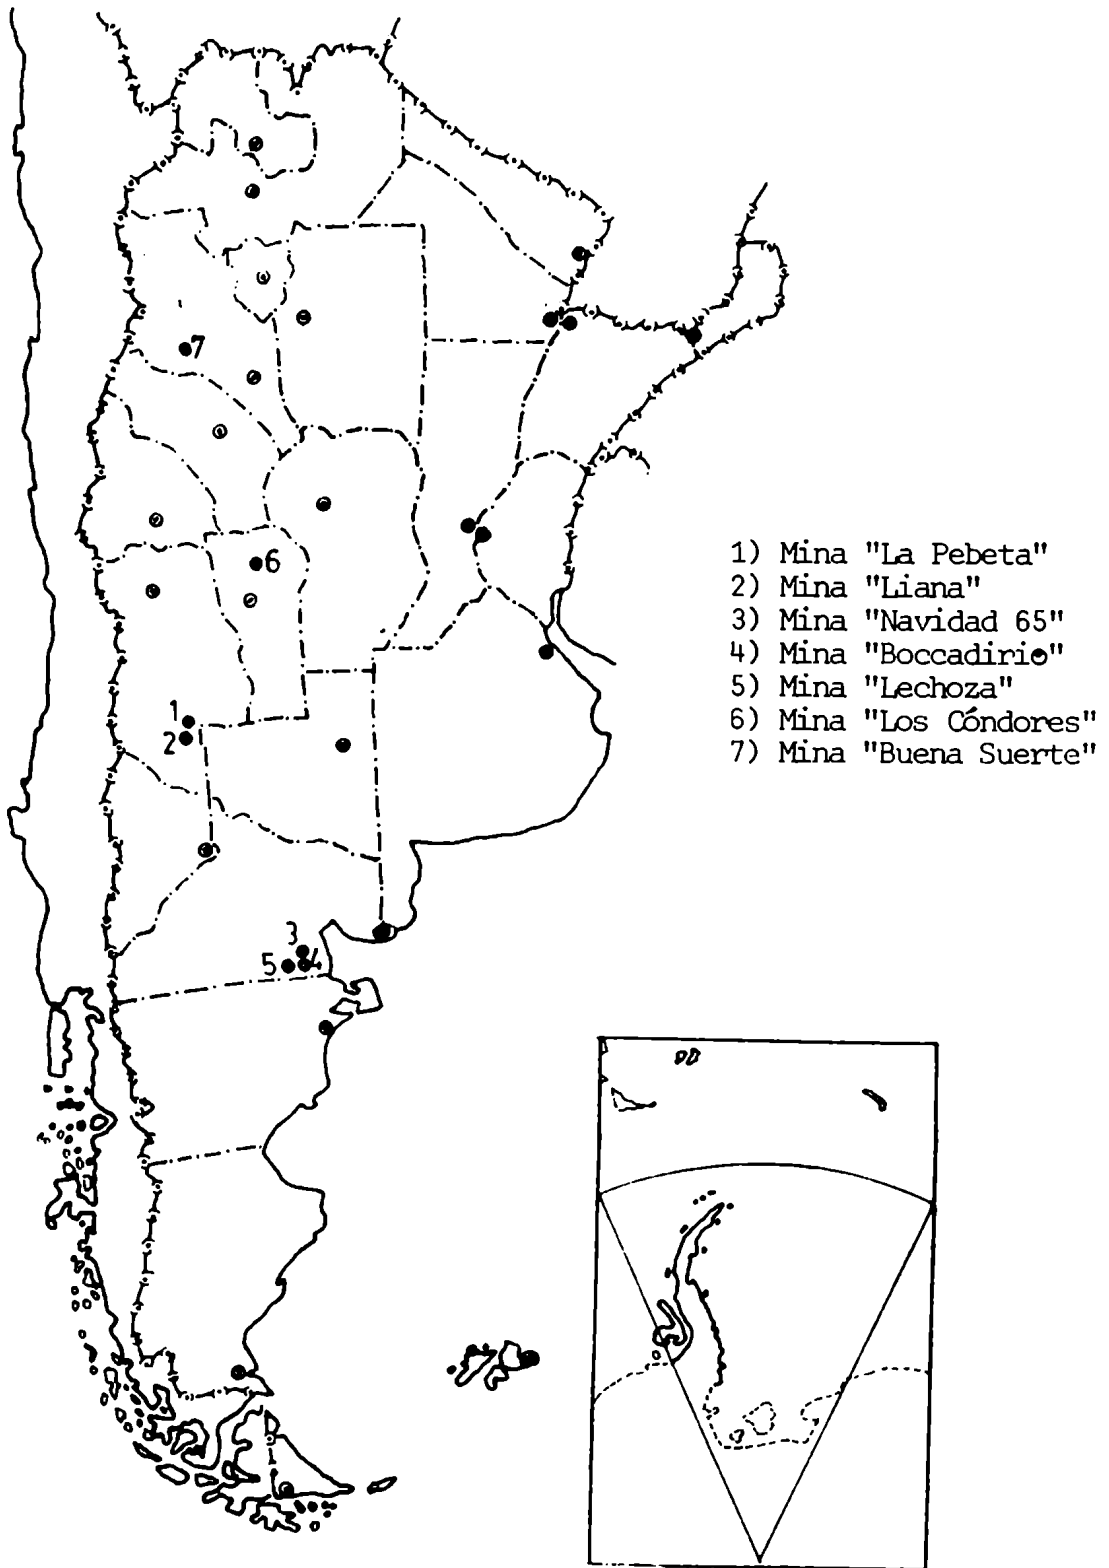 7
6
1
2
3
5
4
1) Mina "La Pebeta"
2) Mina "Liana"
3) Mina "Navidad 65"
4) Mina "Boccadirio"
5) Mina "Lechoza"
6) Mina "Los Cóndores"
7) Mina "Buena Suerte"